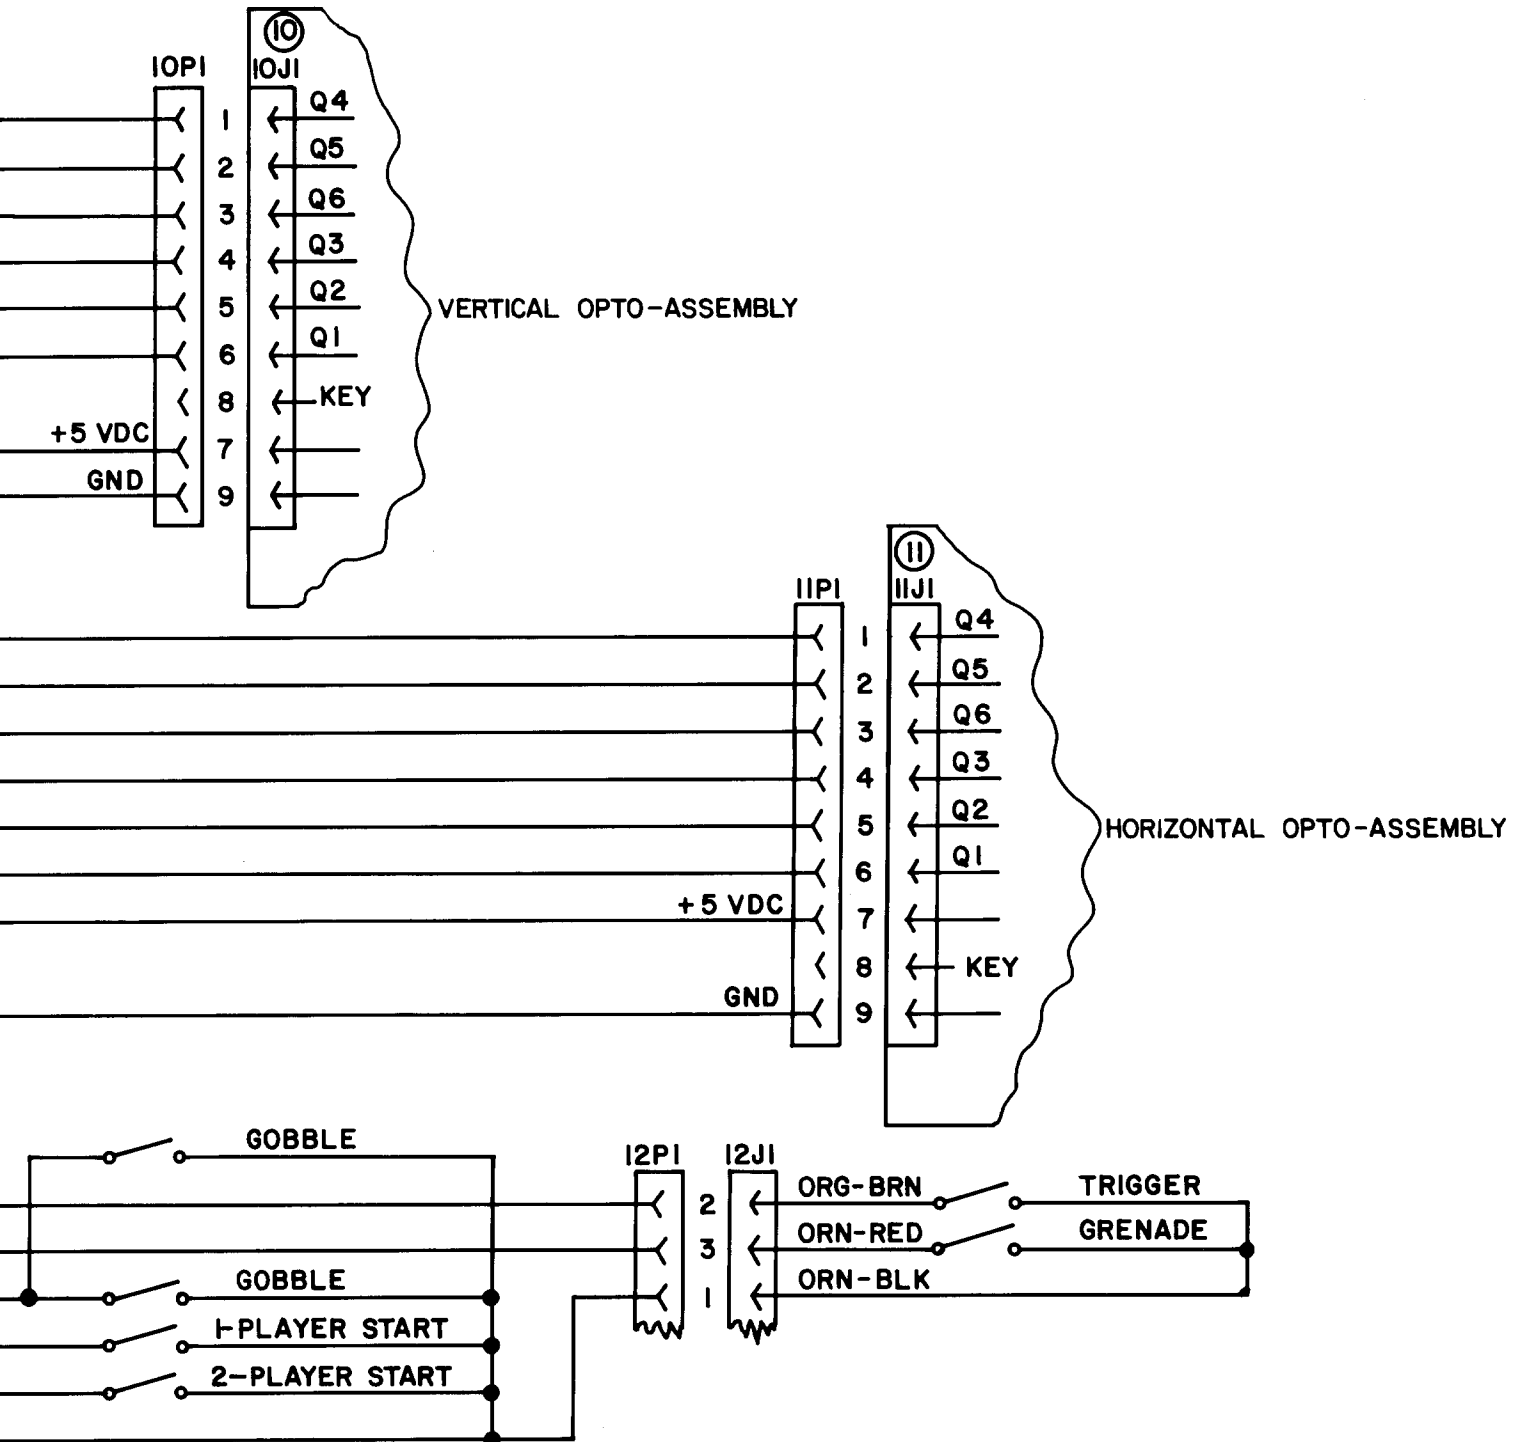 10
10P1 10J1
1 Q4
2 Q5
3 Q6
4 Q3
5 Q2
6 Q1
8 KEY
+5 VDC 7
GND 9
VERTICAL OPTO-ASSEMBLY
11
11P1 11J1
1 Q4
2 Q5
3 Q6
4 Q3
5 Q2
6 Q1
+5 VDC 7
8 KEY
GND 9
HORIZONTAL OPTO-ASSEMBLY
GOBBLE
GOBBLE
1-PLAYER START
2-PLAYER START
12P1 12J1
2 ORG-BRN TRIGGER
3 ORN-RED GRENADE
1 ORN-BLK